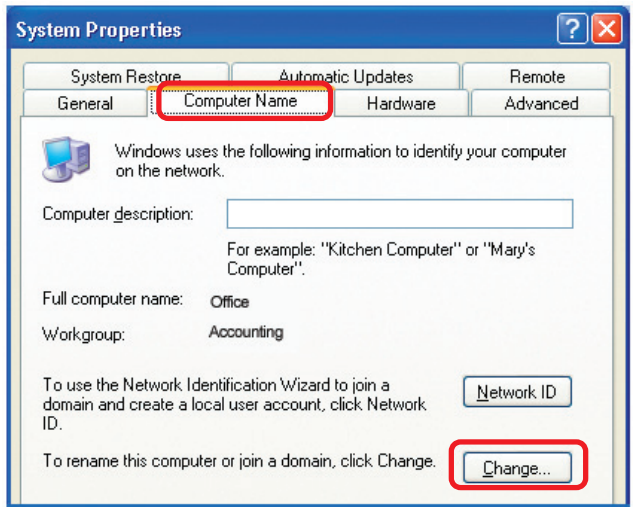 System Properties
System Restore Automatic Updates Remote
General Computer Name Hardware Advanced
Windows uses the following information to identify your computer
on the network.
Computer description:
For example: "Kitchen Computer" or "Mary's
Computer".
Full computer name: Office
Workgroup: Accounting
To use the Network Identification Wizard to join a
domain and create a local user account, click Network
ID.
Network ID
To rename this computer or join a domain, click Change.
Change...